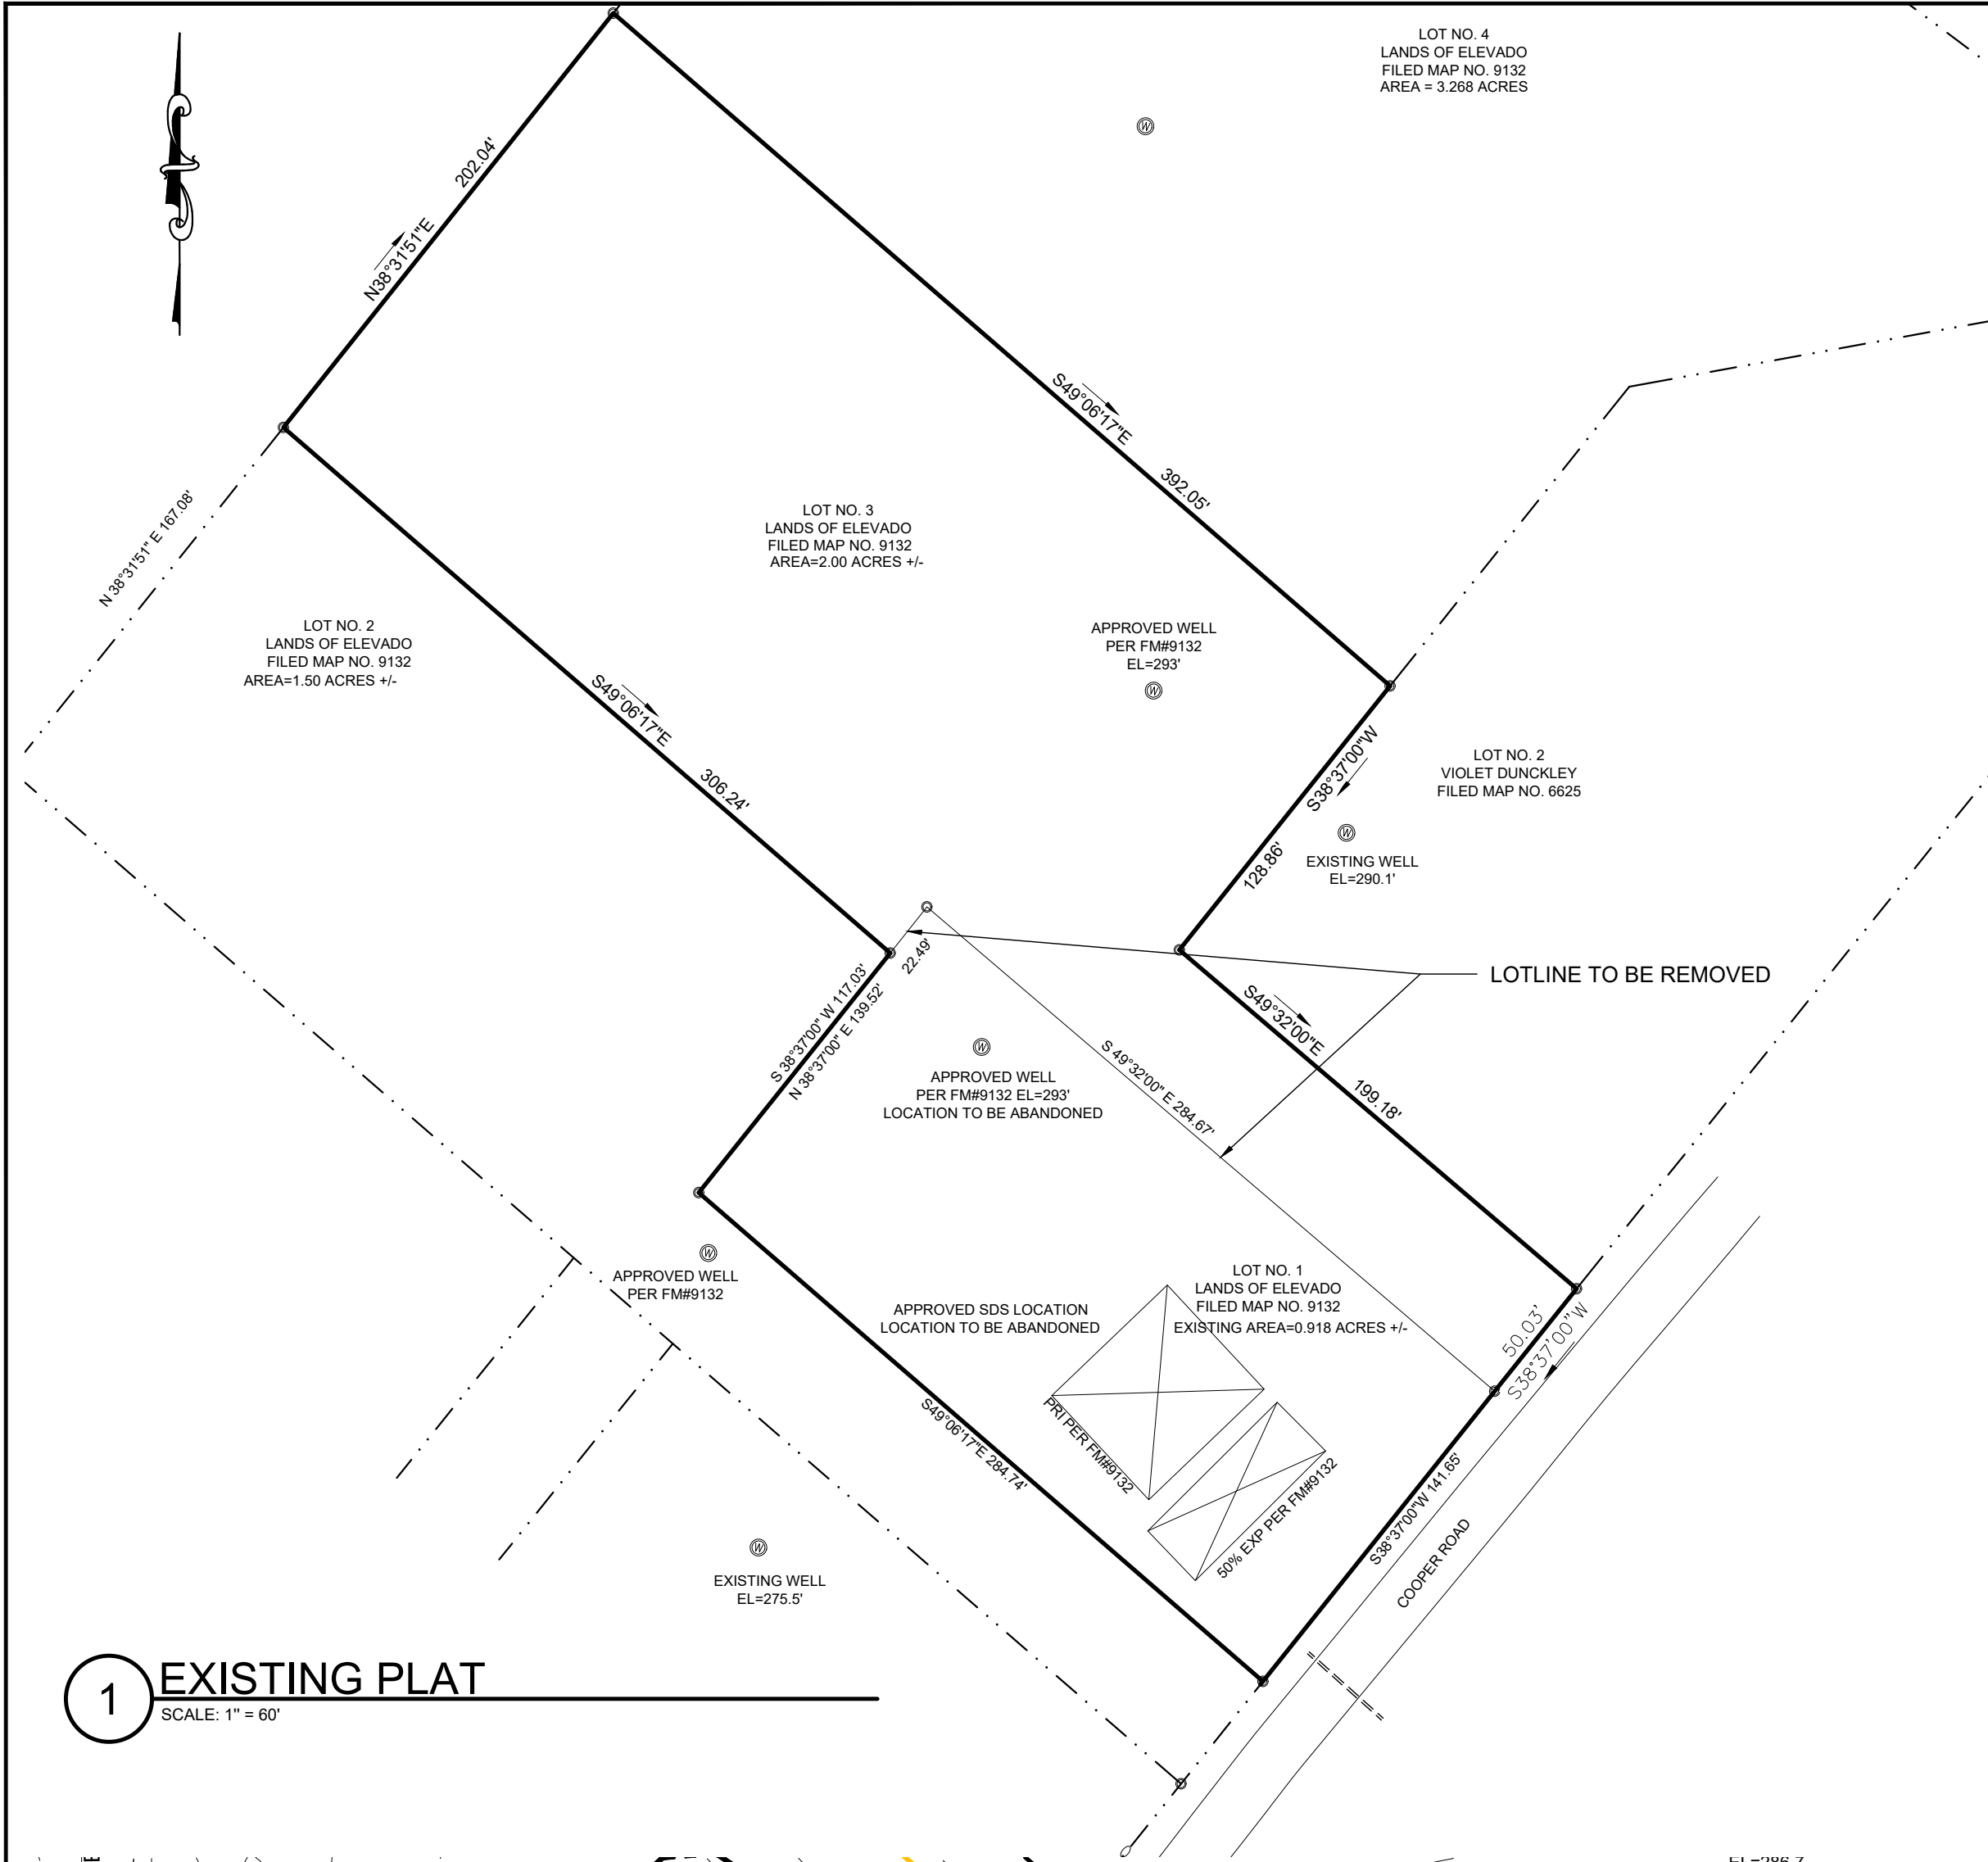 LOT NO. 4
LANDS OF ELEVADO
FILED MAP NO. 9132
AREA = 3.268 ACRES
W
202.04'
N38°31'51"E
S49°06'17"E
392.05'
N 38°31'51" E 167.08'
LOT NO. 3
LANDS OF ELEVADO
FILED MAP NO. 9132
AREA=2.00 ACRES +/-
LOT NO. 2
LANDS OF ELEVADO
FILED MAP NO. 9132
AREA=1.50 ACRES +/-
APPROVED WELL
PER FM#9132
EL=293'
W
S49°06'17"E
306.24'
S38°37'00"W
128.86'
LOT NO. 2
VIOLET DUNCKLEY
FILED MAP NO. 6625
W
EXISTING WELL
EL=290.1'
22.49'
S 38°37'00" W 117.03'
N 38°37'00" E 139.52'
LOTLINE TO BE REMOVED
S49°32'00"E
199.18'
W
APPROVED WELL
PER FM#9132 EL=293'
LOCATION TO BE ABANDONED
S 49°32'00" E 284.67'
W
APPROVED WELL
PER FM#9132
LOT NO. 1
LANDS OF ELEVADO
FILED MAP NO. 9132
EXISTING AREA=0.918 ACRES +/-
APPROVED SDS LOCATION
LOCATION TO BE ABANDONED
50.03'
S38°37'00"W
PRI PER FM#9132
50% EXP PER FM#9132
S49°06'17"E 284.74'
S38°37'00"W 141.65'
COOPER ROAD
W
EXISTING WELL
EL=275.5'
1
EXISTING PLAT
SCALE: 1" = 60'